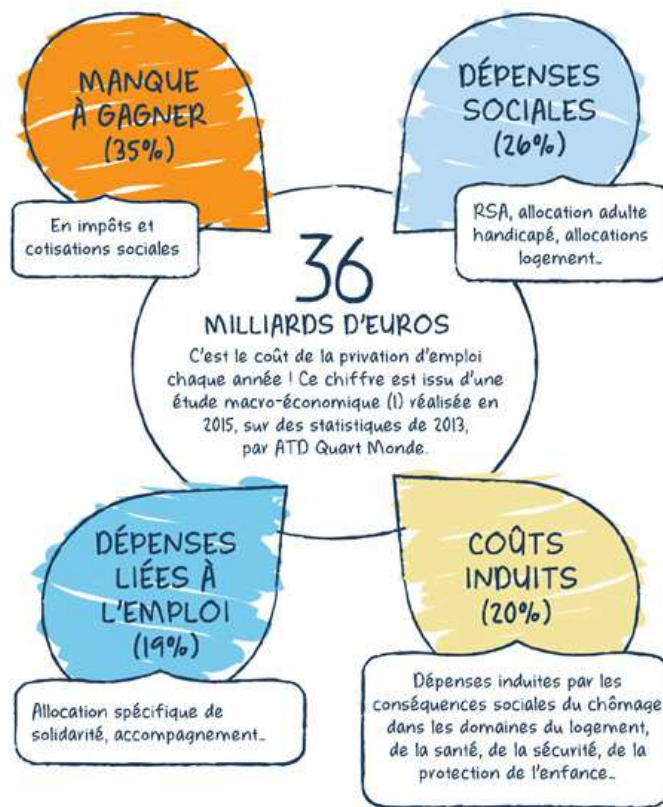 MANQUE
À GAGNER
(35%)
En impôts et
cotisations sociales
DÉPENSES
SOCIALES
(26%)
RSA, allocation adulte
handicapé, allocations
logement...
36
MILLIARDS D'EUROS
C'est le coût de la privation d'emploi
chaque année ! Ce chiffre est issu d'une
étude macro-économique (1) réalisée en
2015, sur des statistiques de 2013,
par ATD Quart Monde.
DÉPENSES
LIÉES À
L'EMPLOI
(19%)
Allocation spécifique de
solidarité, accompagnement...
COÛTS
INDUITS
(20%)
Dépenses induites par les
conséquences sociales du chômage
dans les domaines du logement,
de la santé, de la sécurité, de la
protection de l'enfance...